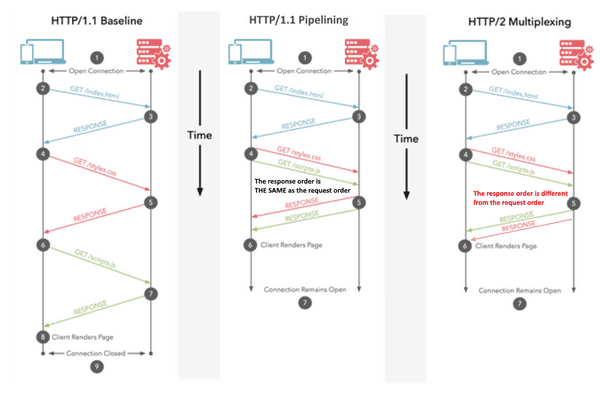 HTTP/1.1 Baseline
1
Open Connection
2
GET /index.html
3
RESPONSE
4
GET /styles.css
5
RESPONSE
6
GET /scripts.js
7
RESPONSE
8
Client Renders Page
Connection Closed
9
Time
HTTP/1.1 Pipelining
1
Open Connection
2
GET /index.html
3
RESPONSE
4
GET /styles.css
GET /scripts.js
The response order is
THE SAME as the request order
RESPONSE
5
RESPONSE
6
Client Renders Page
Connection Remains Open
7
Time
HTTP/2 Multiplexing
1
Open Connection
2
GET /index.html
3
RESPONSE
4
GET /styles.css
GET /scripts.js
The response order is different
from the request order
5
RESPONSE
RESPONSE
6
Client Renders Page
Connection Remains Open
7